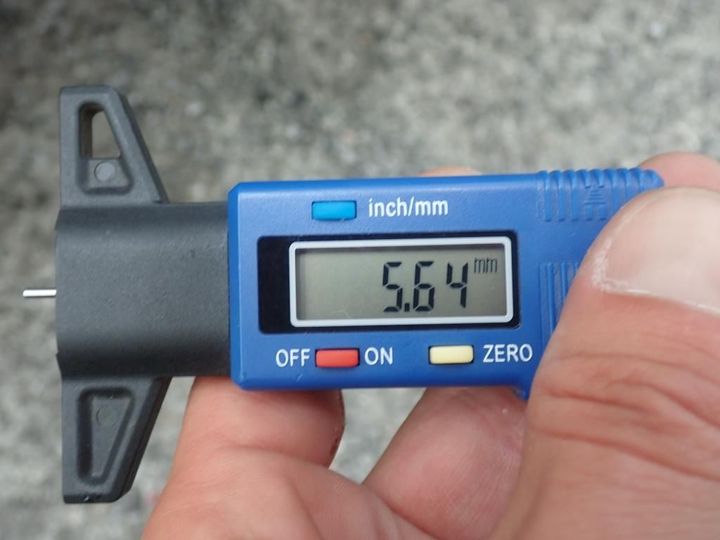 inch/mm
5.64 mm
OFF ON ZERO